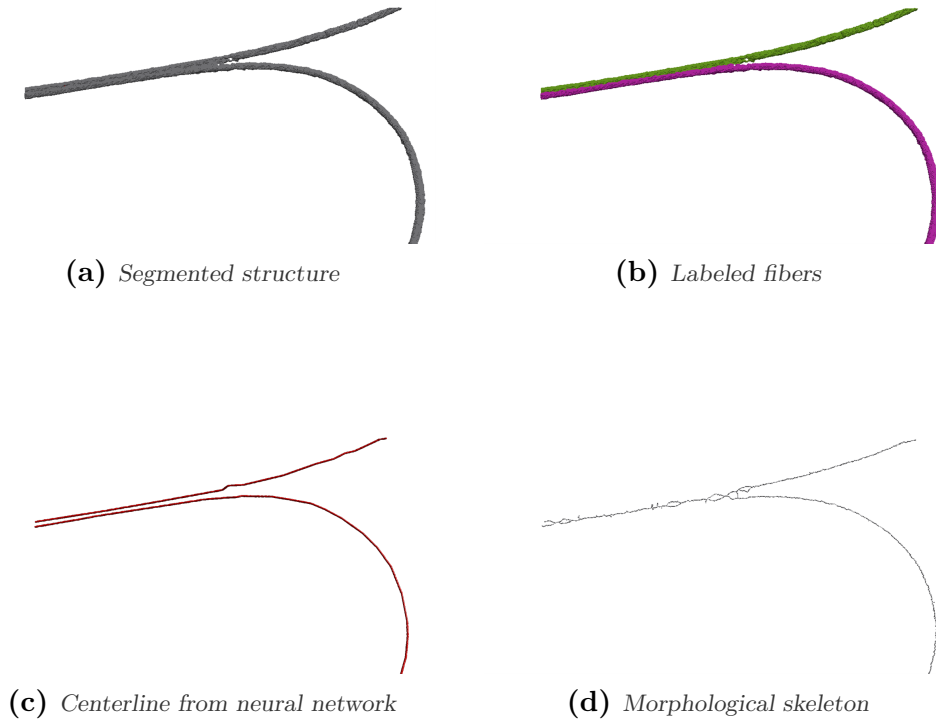 (a) Segmented structure
(b) Labeled fibers
(c) Centerline from neural network
(d) Morphological skeleton